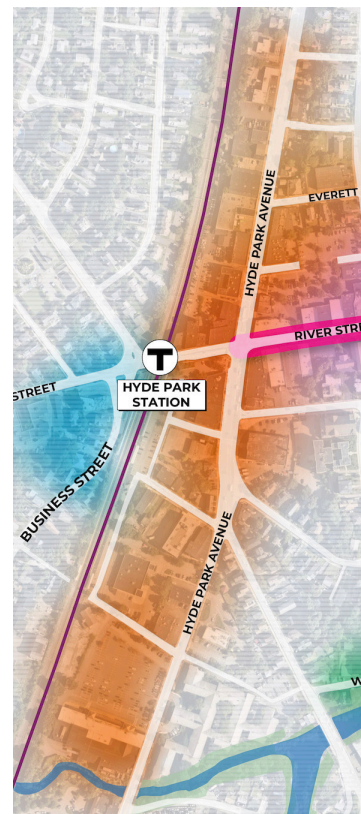 EVERETT
HYDE PARK AVENUE
RIVER STRE
T
HYDE PARK
STATION
STREET
BUSINESS STREET
HYDE PARK AVENUE
W